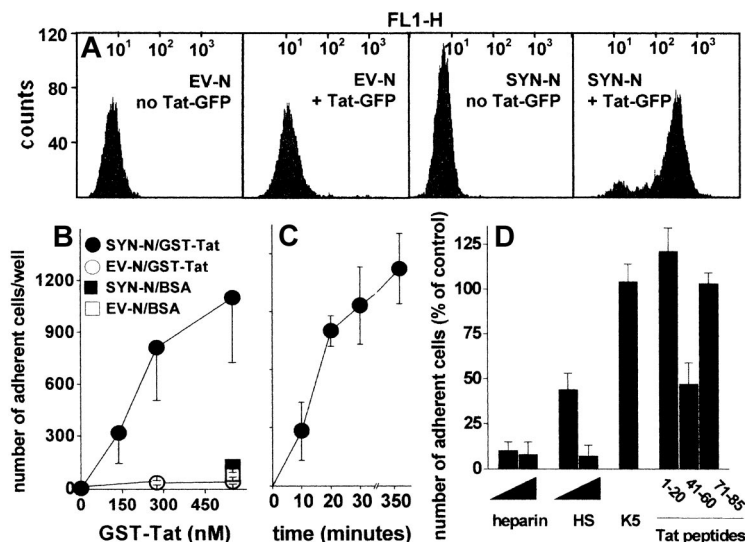 FL1-H
A
10¹ 10² 10³
10¹ 10² 10³
10¹ 10² 10³
10¹ 10² 10³
120
80
40
counts
EV-N
no Tat-GFP
EV-N
+ Tat-GFP
SYN-N
no Tat-GFP
SYN-N
+ Tat-GFP
B
SYN-N/GST-Tat
EV-N/GST-Tat
SYN-N/BSA
EV-N/BSA
number of adherent cells/well
1200
900
600
300
0
0 150 300 450
GST-Tat (nM)
C
0 10 20 30 350
time (minutes)
D
number of adherent cells (% of control)
125
100
75
50
25
0
heparin HS K5
1-20 41-60 71-85
Tat peptides